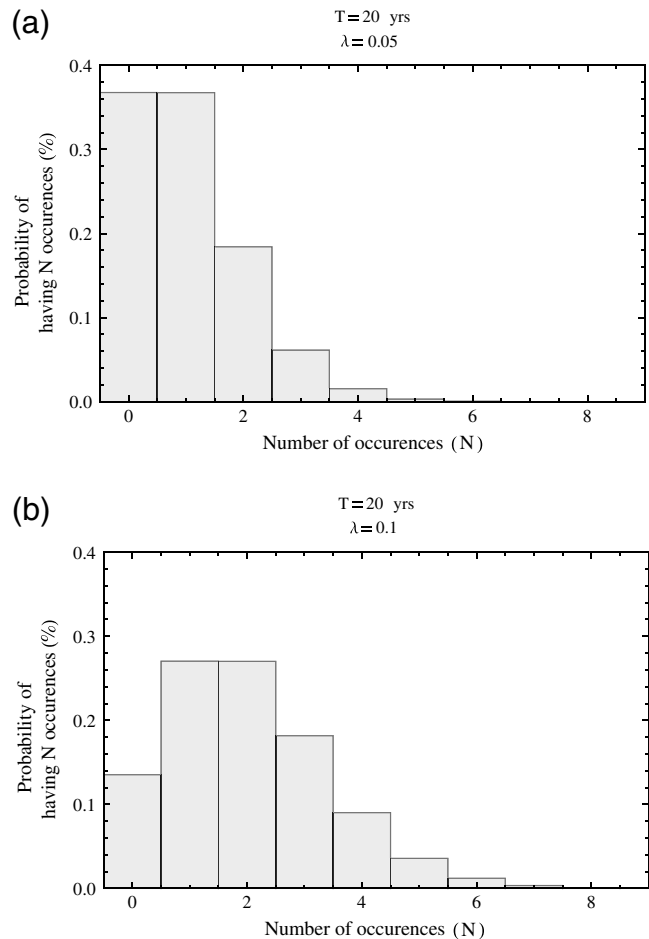 (a)
T=20 yrs
λ=0.05
0.4
0.3
0.2
0.1
0.0
Probability of
having N occurences (%)
0 2 4 6 8
Number of occurences (N)
(b)
T=20 yrs
λ=0.1
0.4
0.3
0.2
0.1
0.0
Probability of
having N occurences (%)
0 2 4 6 8
Number of occurences (N)